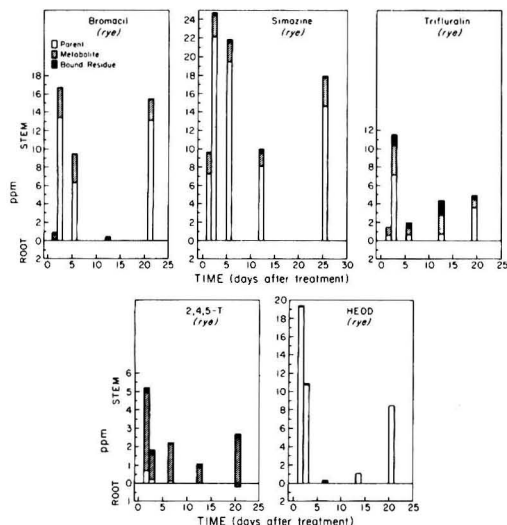 Bromacil
(rye)
Parent
Metabolite
Bound Residue
18
16
14
12
10
8
6
4
2
0
2
STEM
ppm
ROOT
0 5 10 15 20 25
Simazine
(rye)
24
22
20
18
16
14
12
10
8
6
4
2
0
2
0 5 10 15 20 25 30
Trifluralin
(rye)
12
10
8
6
4
2
0
2
0 5 10 15 20 25
TIME (days after treatment)
2,4,5-T
(rye)
6
5
4
3
2
1
0
1
STEM
ppm
ROOT
0 5 10 15 20 25
HEOD
(rye)
20
18
16
14
12
10
8
6
4
2
0
2
0 5 10 15 20 25
TIME (days after treatment)